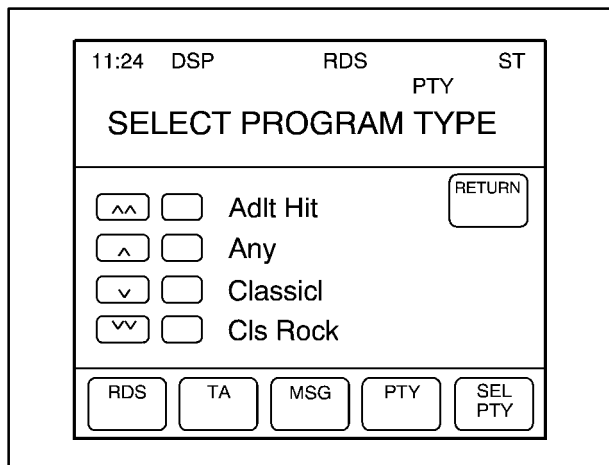 11:24 DSP RDS ST
PTY
SELECT PROGRAM TYPE
RETURN
^^ Adlt Hit
^ Any
v Classicl
vv Cls Rock
RDS TA MSG PTY SEL PTY